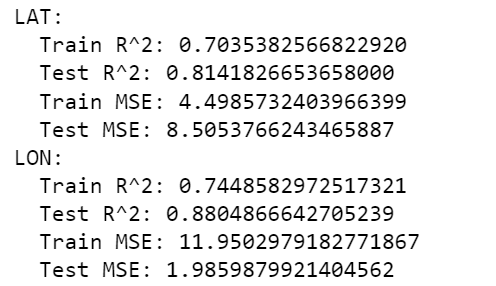 LAT:
Train R^2: 0.7035382566822920
Test R^2: 0.8141826653658000
Train MSE: 4.4985732403966399
Test MSE: 8.5053766243465887
LON:
Train R^2: 0.7448582972517321
Test R^2: 0.8804866642705239
Train MSE: 11.9502979182771867
Test MSE: 1.9859879921404562